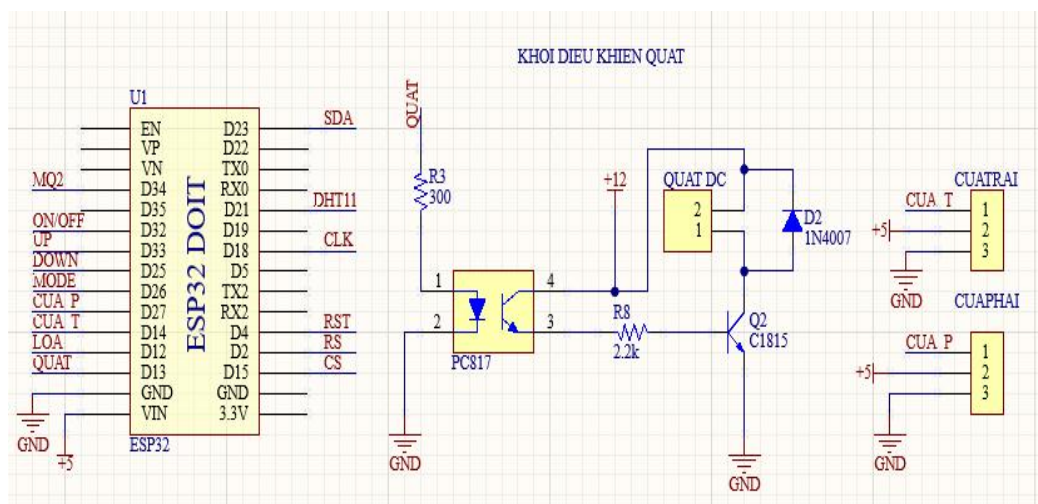 KHOI DIEU KHIEN QUAT
U1
EN D23 SDA
VP D22
VN TX0
MQ2 D34 RX0
D35 D21 DHT11
ON/OFF D32 D19
UP D33 D18 CLK
DOWN D25 D5
MODE D26 TX2
CUA_P D27 RX2
CUA_T D14 D4 RST
LOA D12 D2 RS
QUAT D13 D15 CS
GND GND
VIN 3.3V
ESP32 DOIT
GND
+5
ESP32
QUAT
R3
300
1
2
4
3
PC817
GND
+12
QUAT DC
2
1
D2
1N4007
R8
2.2k
Q2
C1815
GND
CUATRAI
CUA_T 1
+5 2
3
GND
CUAPHAI
CUA_P 1
+5 2
3
GND